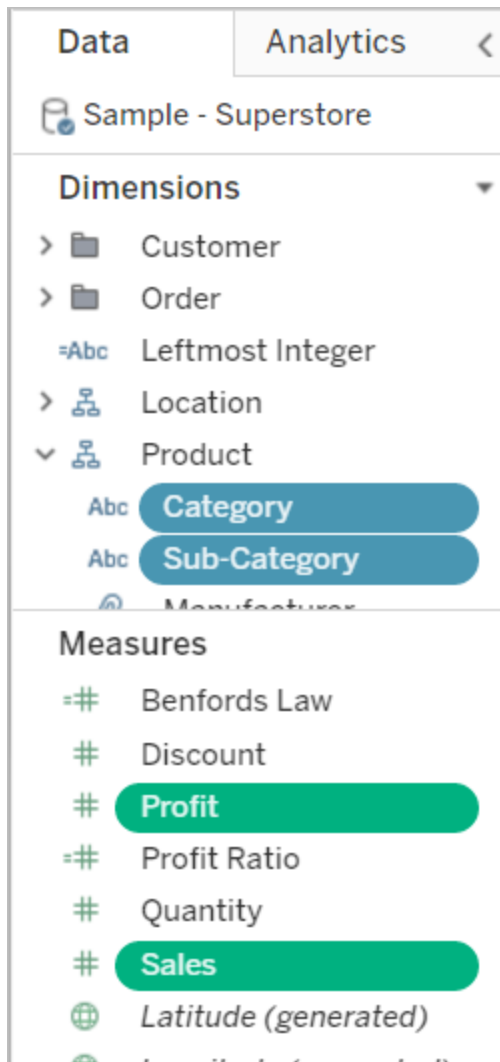 Data Analytics
Sample - Superstore
Dimensions
Customer
Order
=Abc Leftmost Integer
Location
Product
Abc Category
Abc Sub-Category
Manufacturer
Measures
=# Benfords Law
# Discount
# Profit
=# Profit Ratio
# Quantity
# Sales
Latitude (generated)